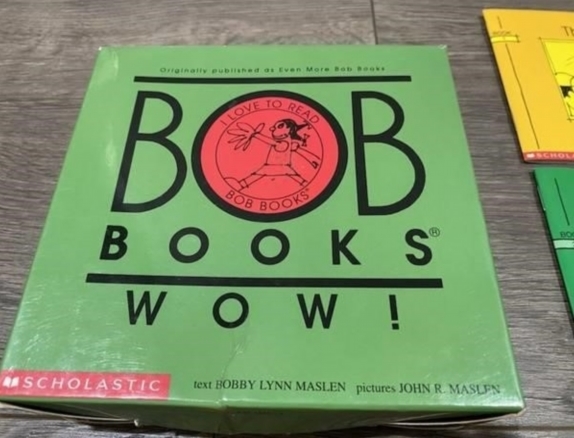 Originally published as Even More Bob Books
BOB
I LOVE TO READ
BOB BOOKS®
BOOKS®
WOW!
SCHOLASTIC
text BOBBY LYNN MASLEN pictures JOHN R. MASLEN